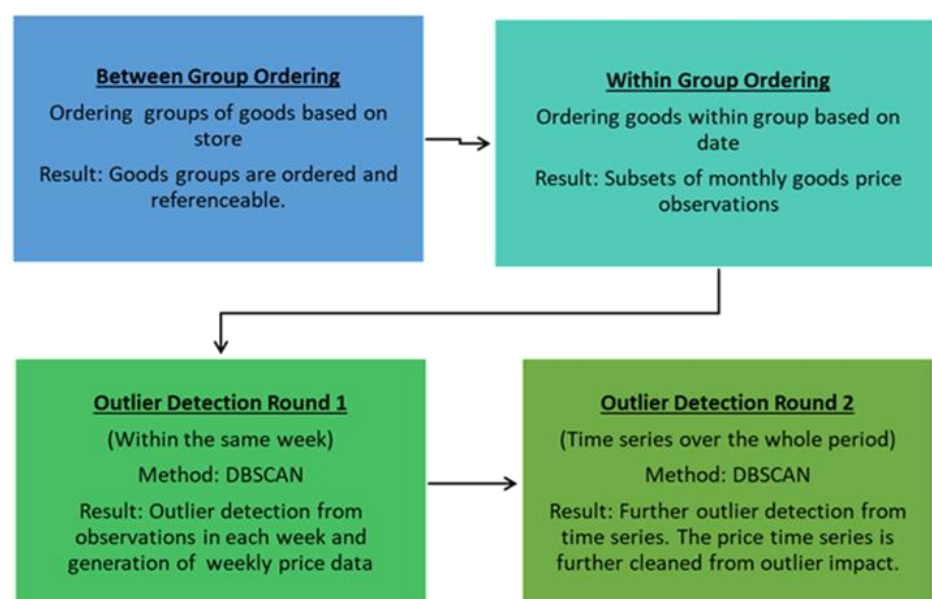 Between Group Ordering
Ordering groups of goods based on
store
Result: Goods groups are ordered and
referenceable.
Within Group Ordering
Ordering goods within group based on
date
Result: Subsets of monthly goods price
observations
Outlier Detection Round 1
(Within the same week)
Method: DBSCAN
Result: Outlier detection from
observations in each week and
generation of weekly price data
Outlier Detection Round 2
(Time series over the whole period)
Method: DBSCAN
Result: Further outlier detection from
time series. The price time series is
further cleaned from outlier impact.